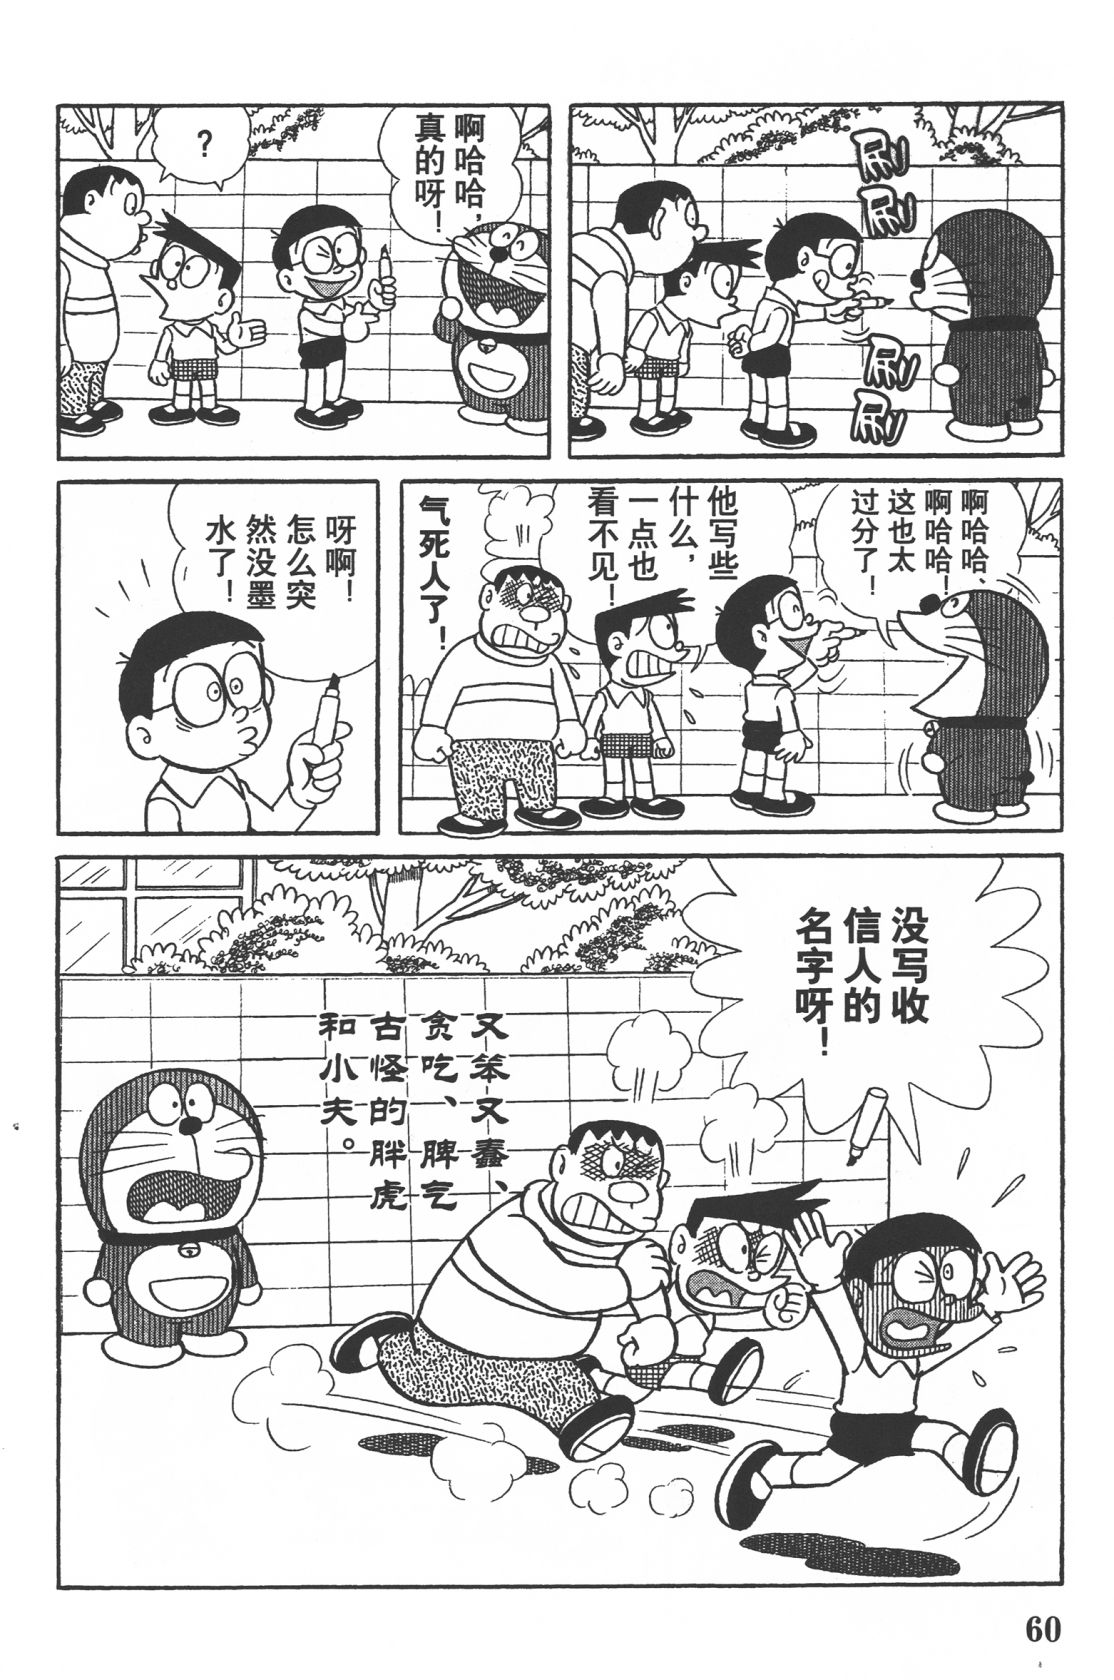 刷
刷
刷
刷
啊哈哈，
真的呀！
？
啊哈哈、
啊哈哈！
这也太
过分了！
他写些
什么，
一点也
看不见！
气死人了！
呀啊！
怎么突
然没墨
水了！
没写收
信人的
名字呀！
又笨又蠢、
贪吃、脾气
古怪的胖虎
和小夫。
60